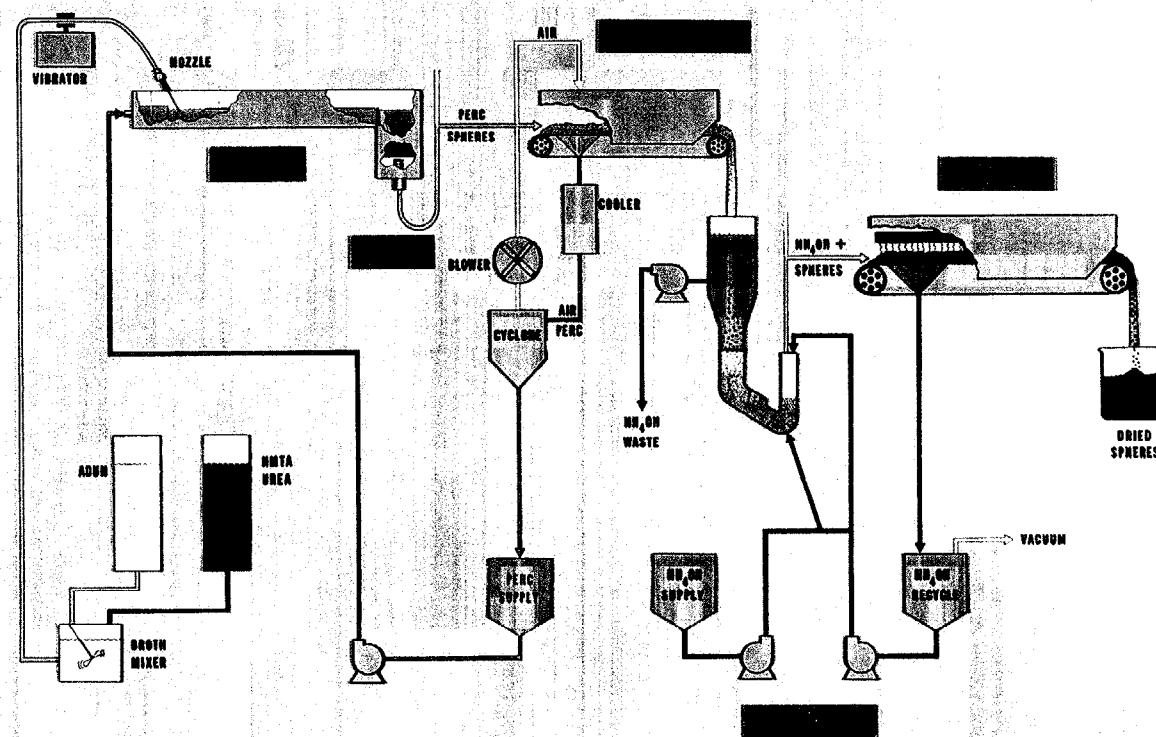 AIR
VIBRATOR
NOZZLE
PERC
SPHERES
COOLER
BLOWER
AIR
PERC
CYCLONE
NH4OH +
SPHERES
NH4OH
WASTE
DRIED
SPHERES
ADUN
HMTA
UREA
VACUUM
PERC
SUPPLY
NH4OH
SUPPLY
NH4OH
RECYCLE
BROTH
MIXER